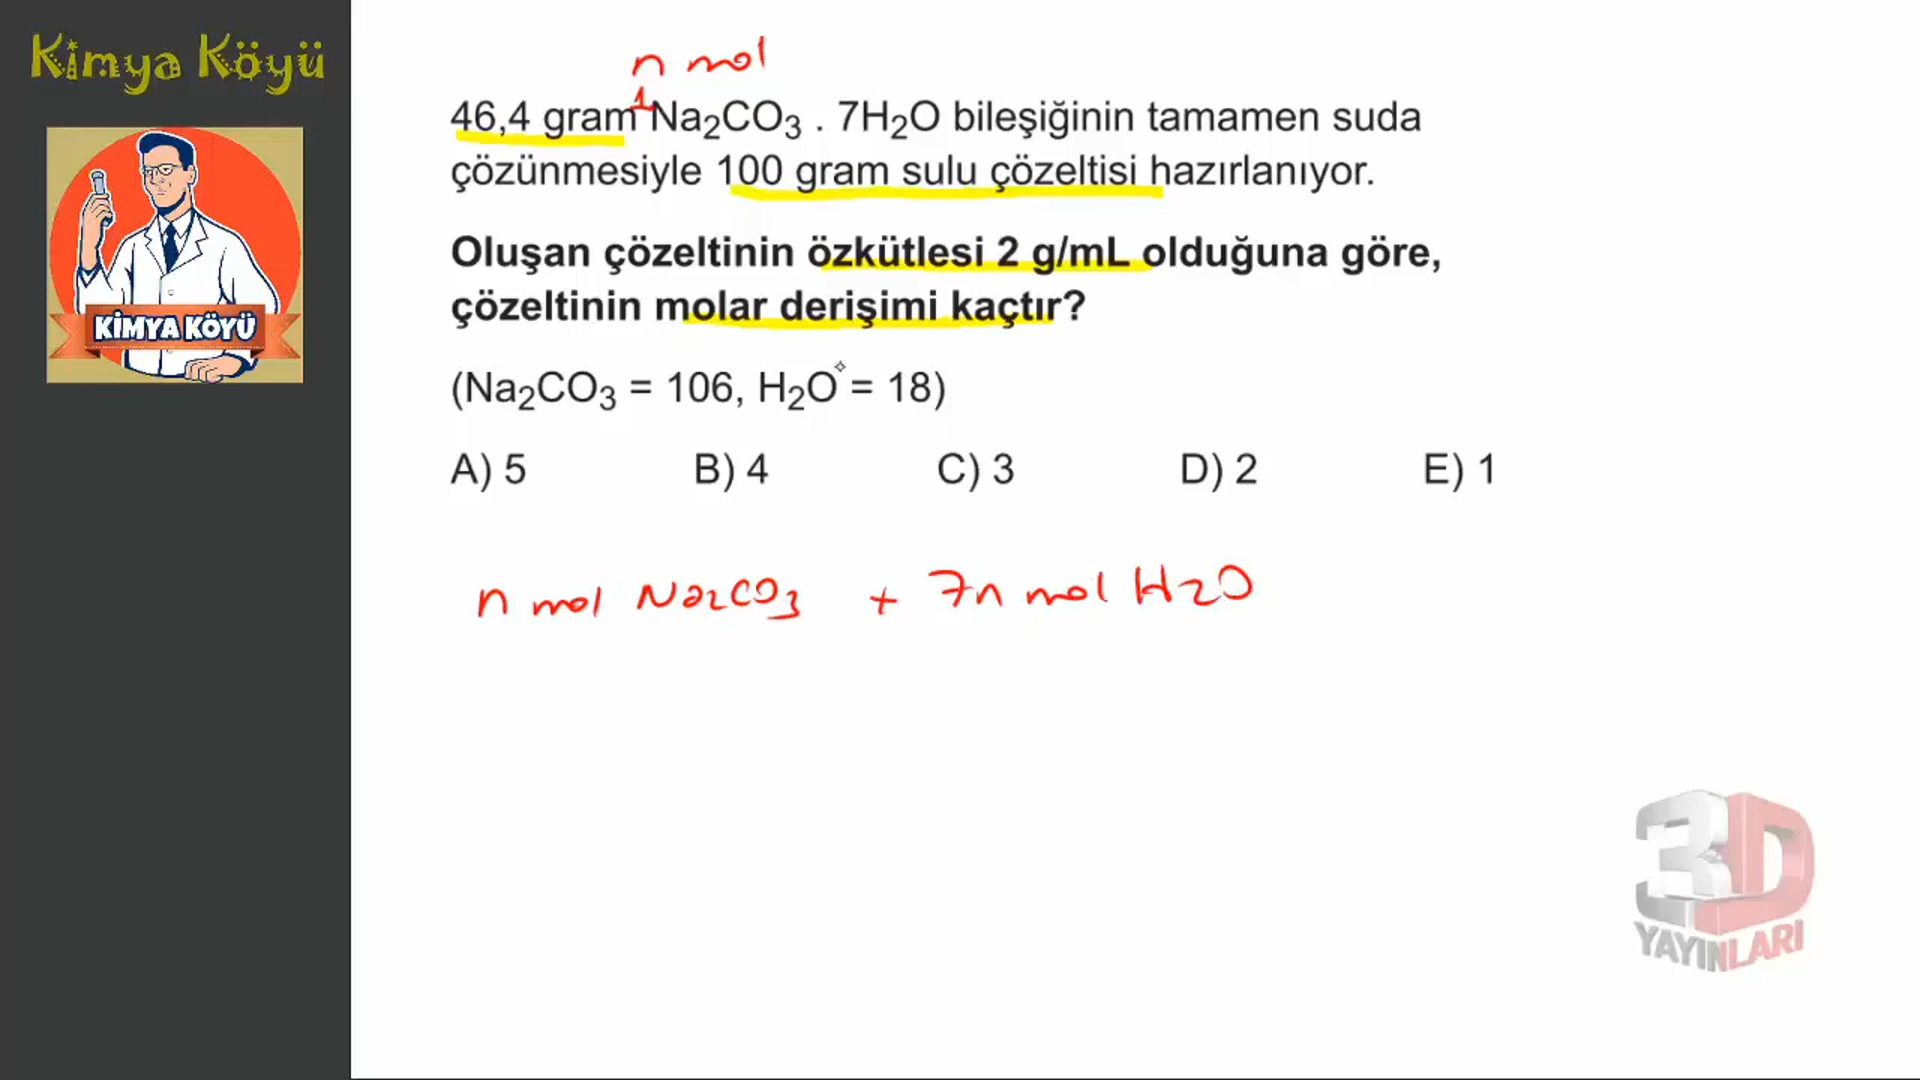 Kimya Köyü
KİMYA KÖYÜ
n mol
1
46,4 gram Na₂CO₃ . 7H₂O bileşiğinin tamamen suda
çözünmesiyle 100 gram sulu çözeltisi hazırlanıyor.
Oluşan çözeltinin özkütlesi 2 g/mL olduğuna göre,
çözeltinin molar derişimi kaçtır?
(Na₂CO₃ = 106, H₂O = 18)
A) 5 B) 4 C) 3 D) 2 E) 1
n mol Na₂CO₃ + 7n mol H₂O
3D
YAYINLARI